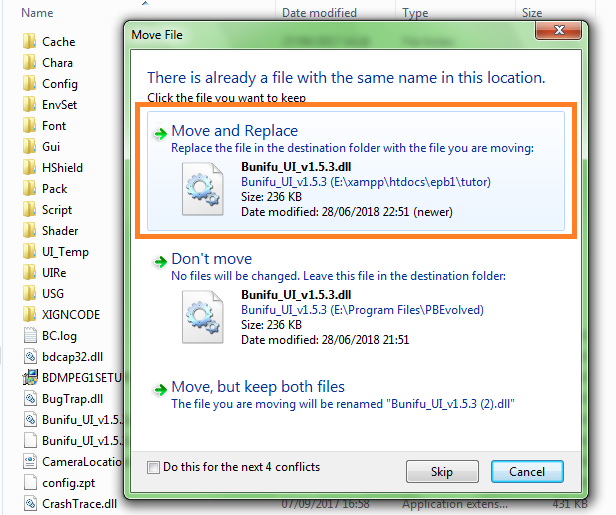 Name
Date modified
Type
Size
Cache
Chara
Config
EnvSet
Font
Gui
HShield
Pack
Script
Shader
UI_Temp
UIRe
USG
XIGNCODE
BC.log
bdcap32.dll
BDMPEG1SETU
BugTrap.dll
Bunifu_UI_v1.5.
Bunifu_UI_v1.5.
CameraLocation
config.zpt
CrashTrace.dll
07/09/2017 16:58
Application extens...
431 KB
Move File
There is already a file with the same name in this location.
Click the file you want to keep
Move and Replace
Replace the file in the destination folder with the file you are moving:
Bunifu_UI_v1.5.3.dll
Bunifu_UI_v1.5.3 (E:\xampp\htdocs\epb1\tutor)
Size: 236 KB
Date modified: 28/06/2018 22:51 (newer)
Don't move
No files will be changed. Leave this file in the destination folder:
Bunifu_UI_v1.5.3.dll
Bunifu_UI_v1.5.3 (E:\Program Files\PBEvolved)
Size: 236 KB
Date modified: 28/06/2018 21:51
Move, but keep both files
The file you are moving will be renamed "Bunifu_UI_v1.5.3 (2).dll"
Do this for the next 4 conflicts
Skip
Cancel